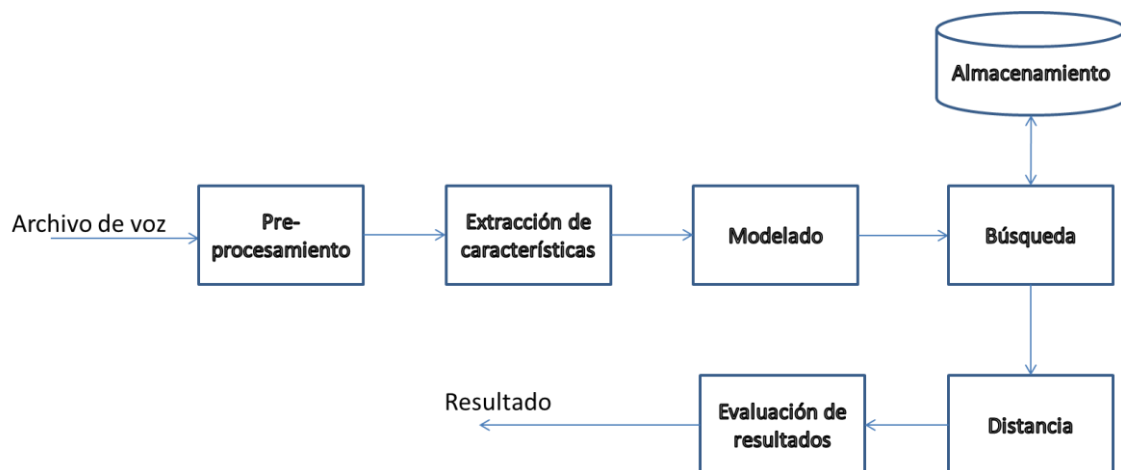 Almacenamiento
Archivo de voz
Pre-
procesamiento
Extracción de
características
Modelado
Búsqueda
Resultado
Evaluación de
resultados
Distancia